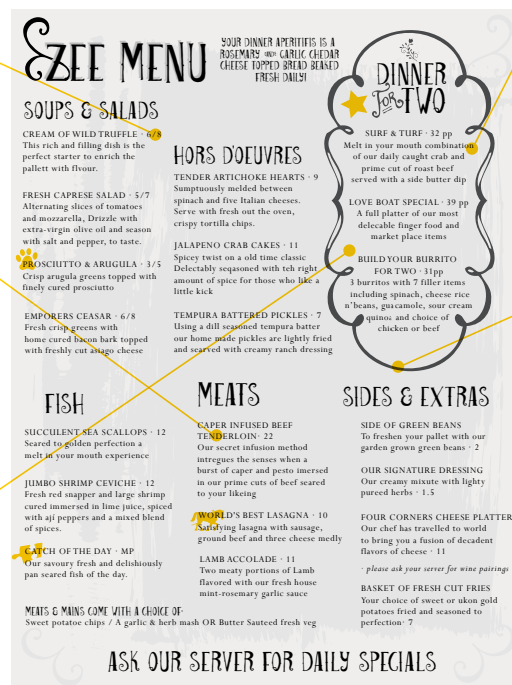 EZEE MENU
YOUR DINNER APERITIFIS IS A
ROSEMARY AND GARLIC CHEDAR
CHEESE TOPPED BREAD BEAKED
FRESH DAILY!
SOUPS & SALADS
CREAM OF WILD TRUFFLE · 6/8
This rich and filling dish is the
perfect starter to enrich the
pallett with flvour.
FRESH CAPRESE SALAD · 5/7
Alternating slices of tomatoes
and mozzarella, Drizzle with
extra-virgin olive oil and season
with salt and pepper, to taste.
PROSCIUTTO & ARUGULA · 3/5
Crisp arugula greens topped with
finely cured prosciutto
EMPORERS CEASAR · 6/8
Fresh crisp greens with
home cured bacon bark topped
with freshly cut asiago cheese
HORS D'OEUVRES
TENDER ARTICHOKE HEARTS · 9
Sumptuously melded between
spinach and five Italian cheeses.
Serve with fresh out the oven,
crispy tortilla chips.
JALAPENO CRAB CAKES · 11
Spicey twist on a old time classic
Delectably seqasoned with teh right
amount of spice for those who like a
little kick
TEMPURA BATTERED PICKLES · 7
Using a dill seasoned tempura batter
our home made pickles are lightly fried
and searved with creamy ranch dressing
DINNER
FOR TWO
SURF & TURF · 32 pp
Melt in your mouth combination
of our daily caught crab and
prime cut of roast beef
served with a side butter dip
LOVE BOAT SPECIAL · 39 pp
A full platter of our most
delecable finger food and
market place items
BUILD YOUR BURRITO
FOR TWO · 31pp
3 burritos with 7 filler items
including spinach, cheese rice
n'beans, guacamole, sour cream
quinoa and choice of
chicken or beef
FISH
SUCCULENT SEA SCALLOPS · 12
Seared to golden perfection a
melt in your mouth experience
JUMBO SHRIMP CEVICHE · 12
Fresh red snapper and large shrimp
cured immersed in lime juice, spiced
with ají peppers and a mixed blend
of spices.
CATCH OF THE DAY · MP
Our savoury fresh and delishiously
pan seared fish of the day.
MEATS
CAPER INFUSED BEEF
TENDERLOIN· 22
Our secret infusion method
intregues the senses when a
burst of caper and pesto imersed
in our prime cuts of beef seared
to your likeing
WORLD'S BEST LASAGNA · 10
Satisfying lasagna with sausage,
ground beef and three cheese medly
LAMB ACCOLADE · 11
Two meaty portions of Lamb
flavored with our fresh house
mint-rosemary garlic sauce
SIDES & EXTRAS
SIDE OF GREEN BEANS
To freshen your pallet with our
garden grown green beans · 2
OUR SIGNATURE DRESSING
Our creamy mixute with lighty
pureed herbs · 1.5
FOUR CORNERS CHEESE PLATTER
Our chef has travelled to world
to bring you a fusion of decadent
flavors of cheese · 11
· please ask your server for wine pairings
BASKET OF FRESH CUT FRIES
Your choice of sweet or ukon gold
potatoes fried and seasoned to
perfection· 7
MEATS & MAINS COME WITH A CHOICE OF·
Sweet potatoe chips / A garlic & herb mash OR Butter Sauteed fresh veg
ASK OUR SERVER FOR DAILY SPECIALS